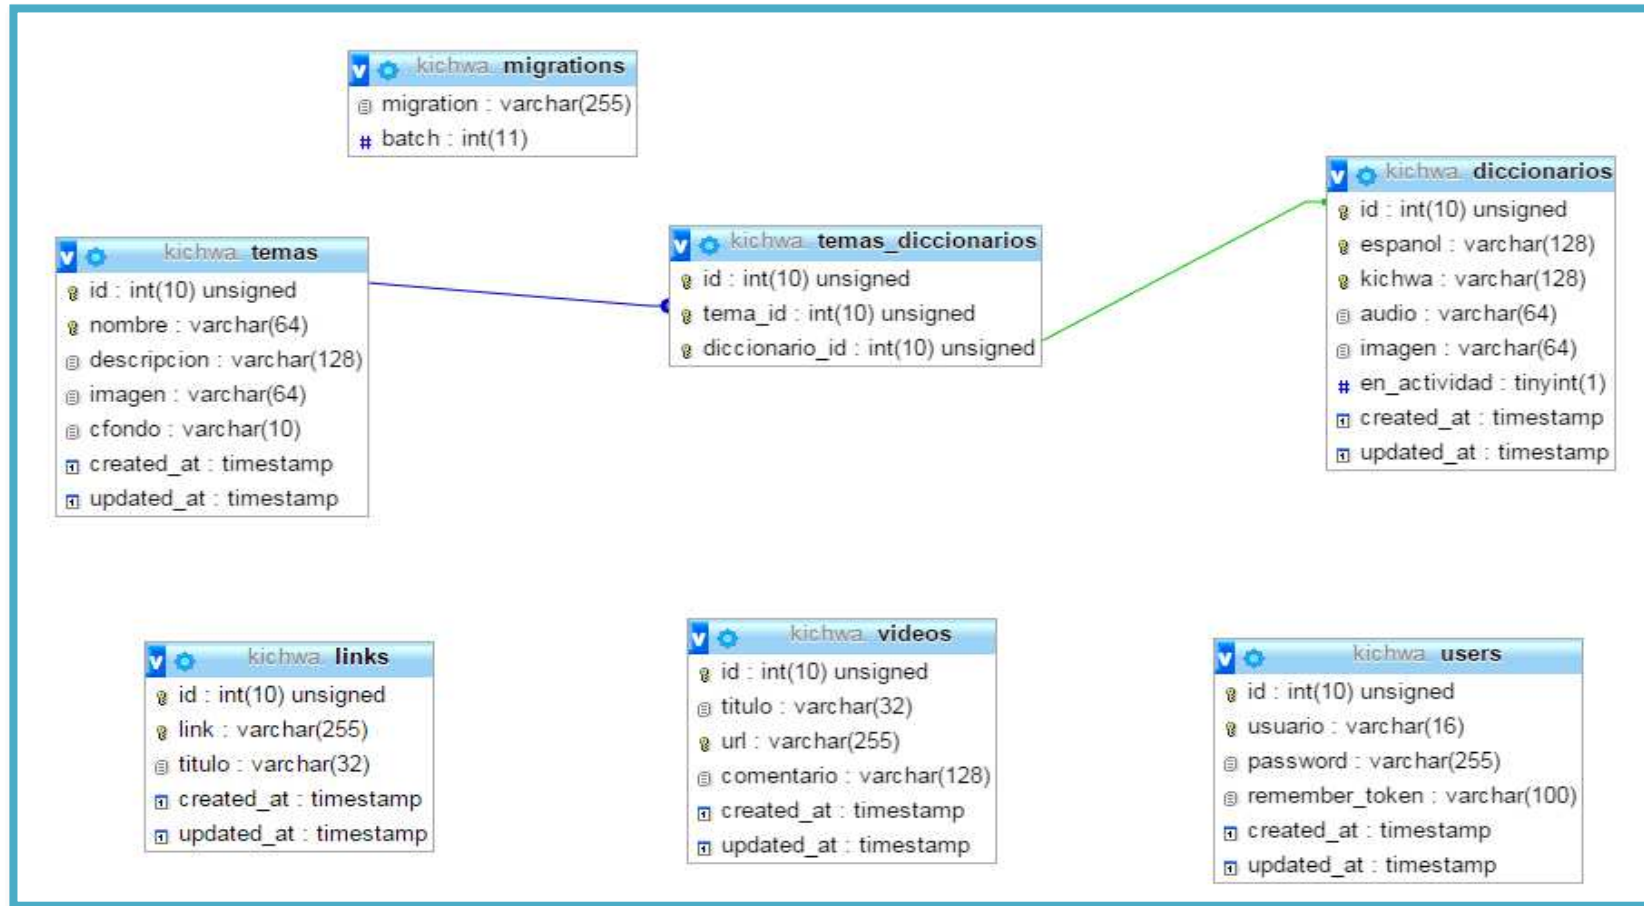 kichwa migrations
migration : varchar(255)
# batch : int(11)
kichwa temas
id : int(10) unsigned
nombre : varchar(64)
descripcion : varchar(128)
imagen : varchar(64)
cfondo : varchar(10)
created_at : timestamp
updated_at : timestamp
kichwa temas_diccionarios
id : int(10) unsigned
tema_id : int(10) unsigned
diccionario_id : int(10) unsigned
kichwa diccionarios
id : int(10) unsigned
espanol : varchar(128)
kichwa : varchar(128)
audio : varchar(64)
imagen : varchar(64)
# en_actividad : tinyint(1)
created_at : timestamp
updated_at : timestamp
kichwa links
id : int(10) unsigned
link : varchar(255)
titulo : varchar(32)
created_at : timestamp
updated_at : timestamp
kichwa videos
id : int(10) unsigned
titulo : varchar(32)
url : varchar(255)
comentario : varchar(128)
created_at : timestamp
updated_at : timestamp
kichwa users
id : int(10) unsigned
usuario : varchar(16)
password : varchar(255)
remember_token : varchar(100)
created_at : timestamp
updated_at : timestamp